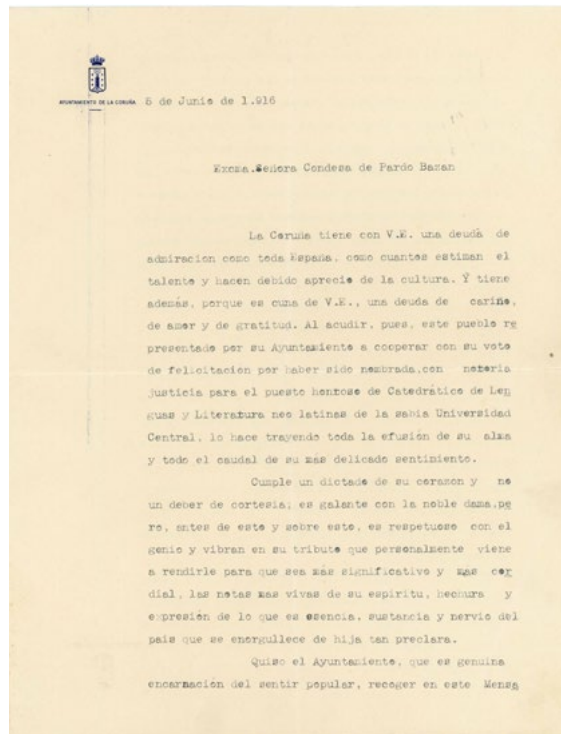 AYUNTAMIENTO DE LA CORUÑA
5 de Junio de 1.916
Excma.Señora Condesa de Pardo Bazan
La Coruña tiene con V.E. una deuda de
admiracion como toda España, como cuantos estiman el
talento y hacen debido aprecio de la cultura. Y tiene
además, porque es cuna de V.E., una deuda de cariño,
de amor y de gratitud. Al acudir, pues, este pueblo re
presentado por su Ayuntamiento a cooperar con su voto
de felicitacion por haber sido nombrada,con notoria
justicia para el puesto honroso de Catedrático de Len
guas y Literatura neo latinas de la sabia Universidad
Central, lo hace trayendo toda la efusión de su alma
y todo el caudal de su mas delicado sentimiento.
Cumple un dictado de su corazon y no
un deber de cortesia; es galante con la noble dama,pe
ro, antes de esto y sobre esto, es respetuoso con el
genio y vibran en su tributo que personalmente viene
a rendirle para que sea más significativo y mas cor
dial, las notas mas vivas de su espiritu, hechura y
expresión de lo que es esencia, sustancia y nervio del
pais que se enorgullece de hija tan preclara.
Quiso el Ayuntamiento, que es genuina
encarnacion del sentir popular, recoger en este Mensa